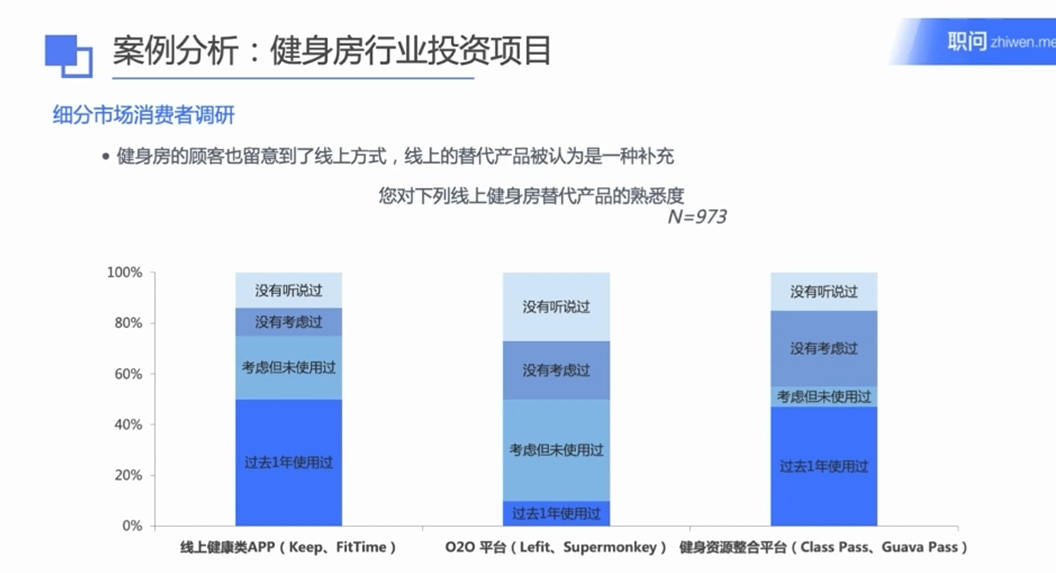 案例分析：健身房行业投资项目
职问 zhiwen.me
细分市场消费者调研
• 健身房的顾客也留意到了线上方式，线上的替代产品被认为是一种补充
您对下列线上健身房替代产品的熟悉度
N=973
100%
80%
60%
40%
20%
0%
没有听说过
没有考虑过
考虑但未使用过
过去1年使用过
没有听说过
没有考虑过
考虑但未使用过
过去1年使用过
没有听说过
没有考虑过
考虑但未使用过
过去1年使用过
线上健康类APP（Keep、FitTime）
O2O 平台（Lefit、Supermonkey）
健身资源整合平台（Class Pass、Guava Pass）